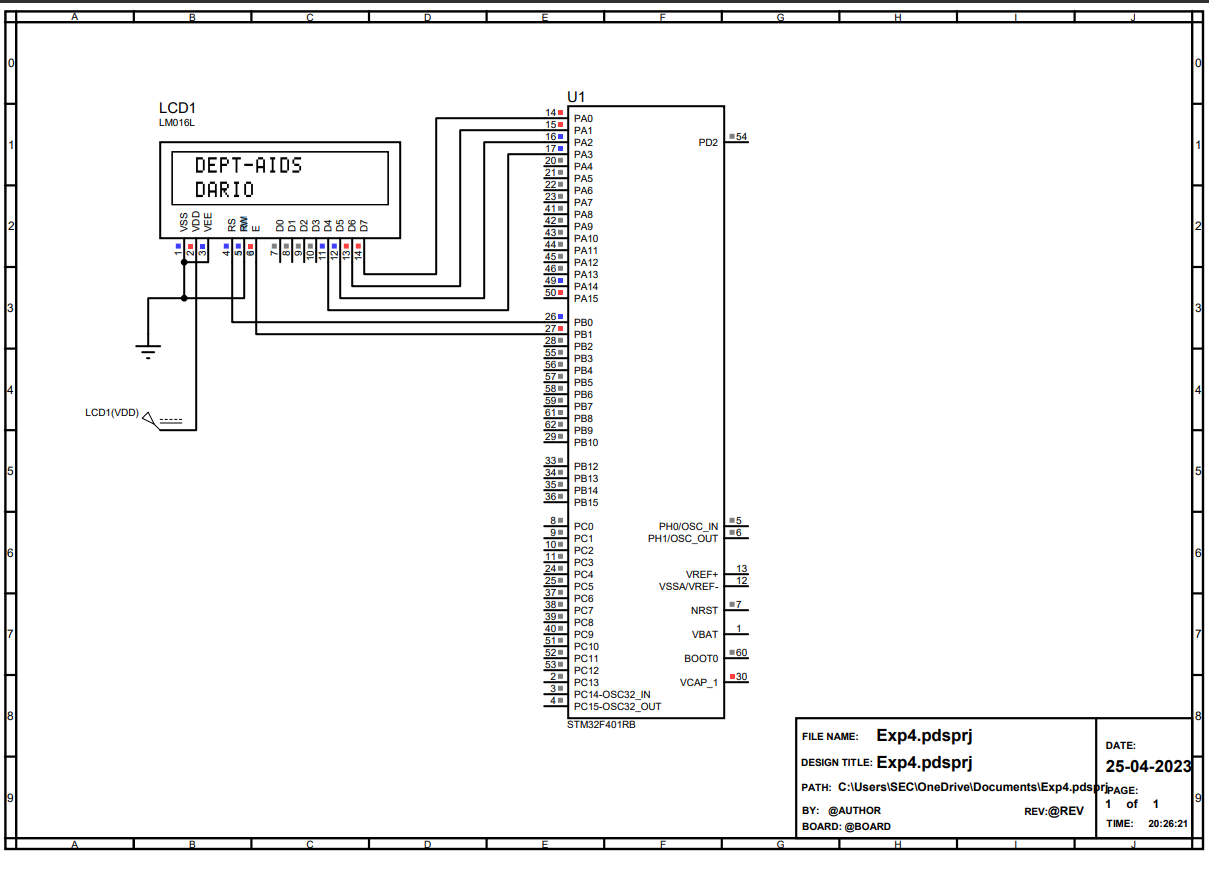 A B C D E F G H I J
0 0
1 1
2 2
3 3
4 4
5 5
6 6
7 7
8 8
9 9
LCD1
LM016L
DEPT-AIDS
DARIO
VSS VDD VEE RS RW E D0 D1 D2 D3 D4 D5 D6 D7
1 2 3 4 5 6 7 8 9 10 11 12 13 14
LCD1(VDD)
U1
14 PA0
15 PA1
16 PA2
17 PA3
20 PA4
21 PA5
22 PA6
23 PA7
41 PA8
42 PA9
43 PA10
44 PA11
45 PA12
46 PA13
49 PA14
50 PA15
26 PB0
27 PB1
28 PB2
55 PB3
56 PB4
57 PB5
58 PB6
59 PB7
61 PB8
62 PB9
29 PB10
33 PB12
34 PB13
35 PB14
36 PB15
8 PC0
9 PC1
10 PC2
11 PC3
24 PC4
25 PC5
37 PC6
38 PC7
39 PC8
40 PC9
51 PC10
52 PC11
53 PC12
2 PC13
3 PC14-OSC32_IN
4 PC15-OSC32_OUT
PD2 54
PH0/OSC_IN 5
PH1/OSC_OUT 6
VREF+ 13
VSSA/VREF- 12
NRST 7
VBAT 1
BOOT0 60
VCAP_1 30
STM32F401RB
FILE NAME: Exp4.pdsprj
DESIGN TITLE: Exp4.pdsprj
PATH: C:\Users\SEC\OneDrive\Documents\Exp4.pdsprj
BY: @AUTHOR REV:@REV
BOARD: @BOARD
DATE:
25-04-2023
PAGE:
1 of 1
TIME: 20:26:21
A B C D E F G H I J